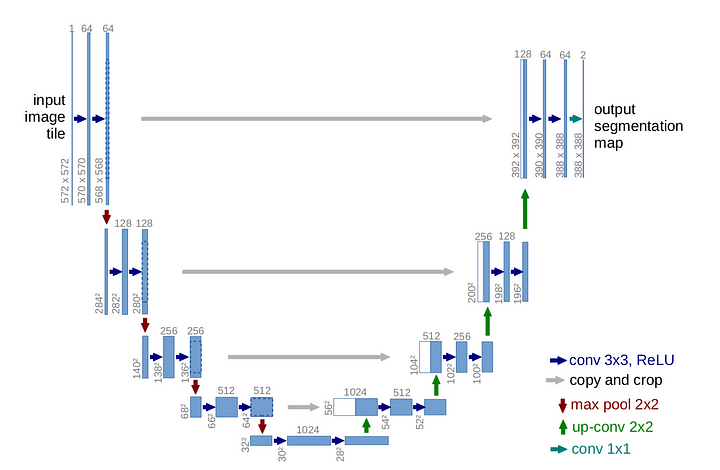 1 64 64
input
image
tile
572 x 572
570 x 570
568 x 568
128 128
284²
282²
280²
256 256
140²
138²
136²
512 512
68²
66²
64²
1024
32²
30²
28²
1024 512
56²
54²
52²
512 256
104²
102²
100²
256 128
200²
198²
196²
128 64 64 2
392 x 392
390 x 390
388 x 388
388 x 388
output
segmentation
map
conv 3x3, ReLU
copy and crop
max pool 2x2
up-conv 2x2
conv 1x1